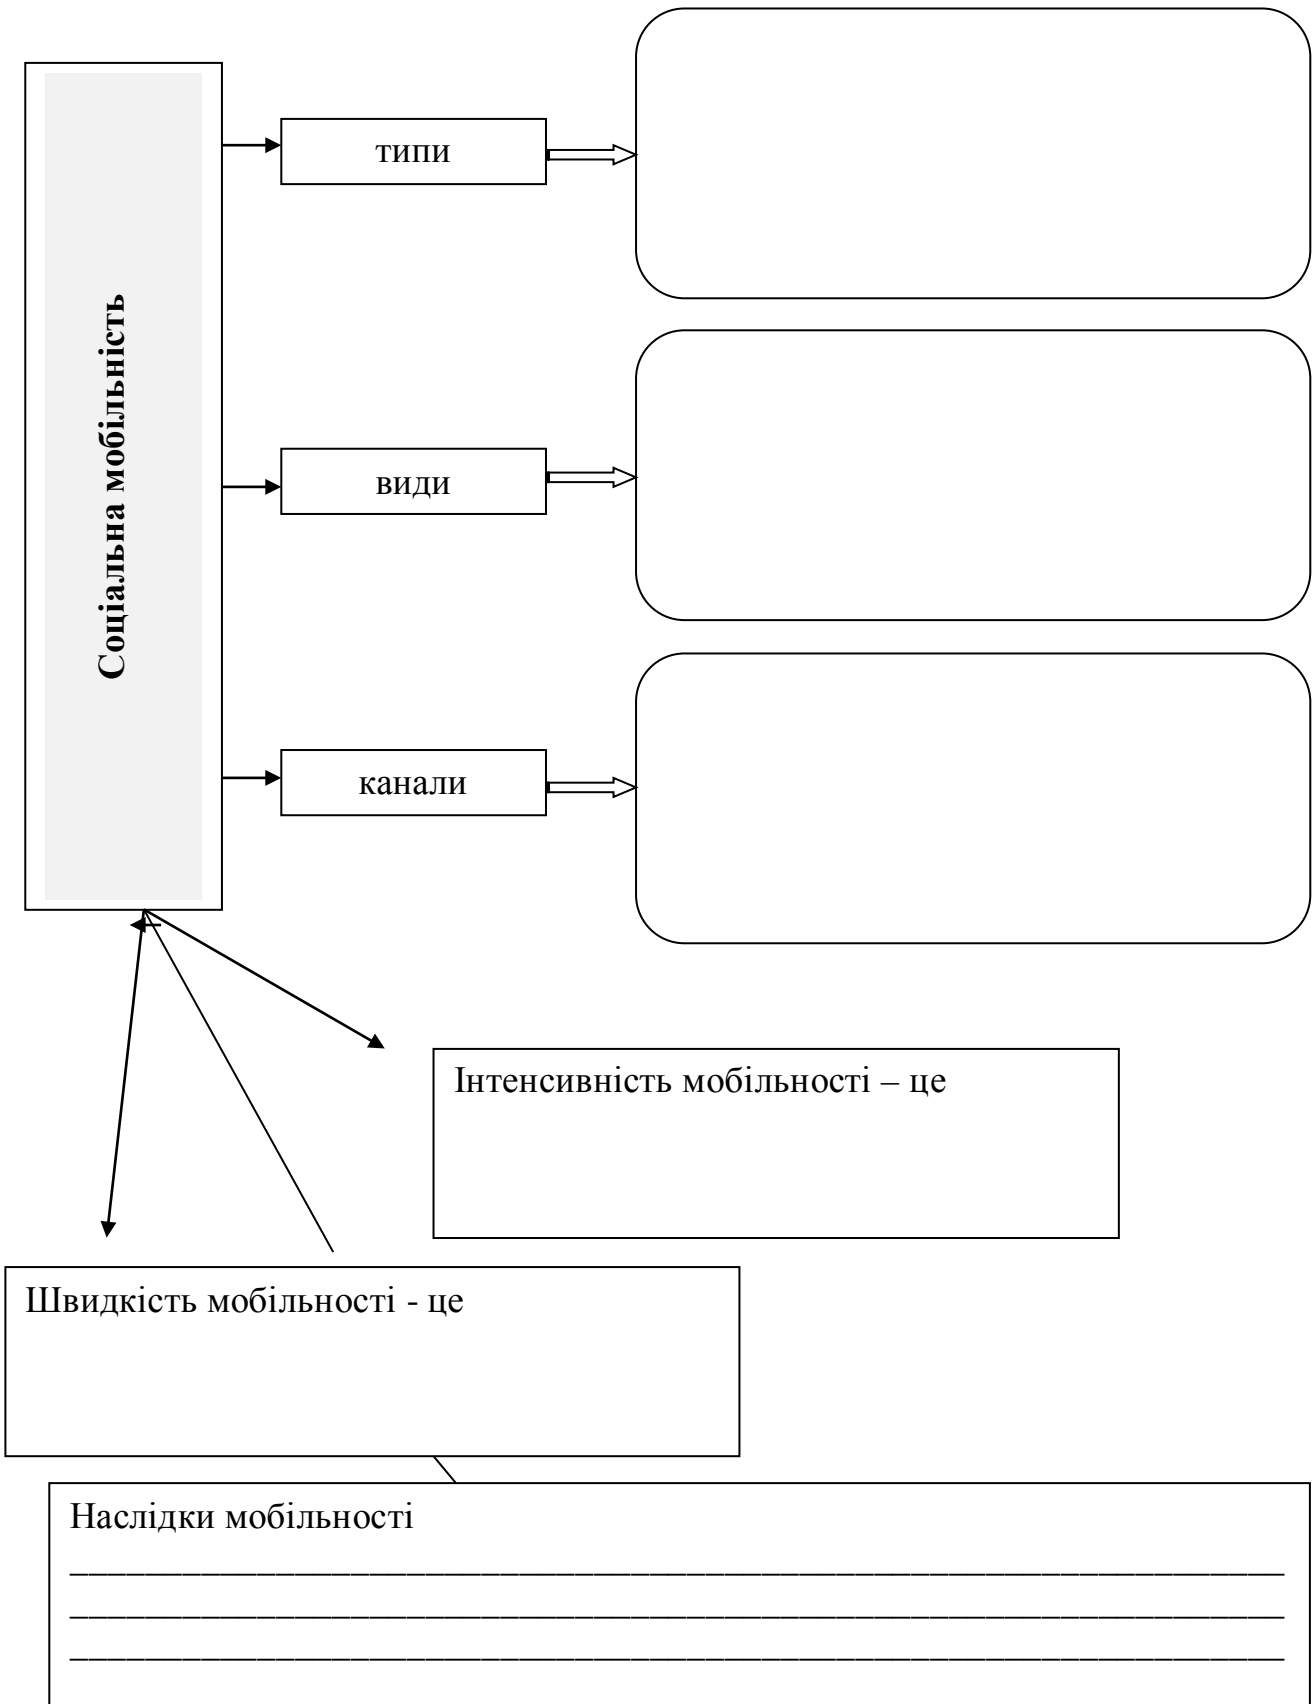 Соціальна мобільність
типи
види
канали
Інтенсивність мобільності – це
Швидкість мобільності - це
Наслідки мобільності